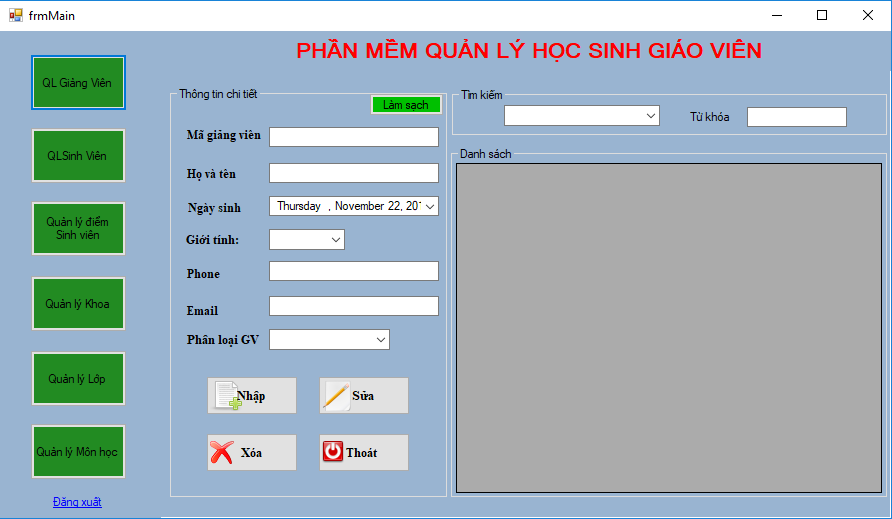 frmMain
PHẦN MỀM QUẢN LÝ HỌC SINH GIÁO VIÊN
QL Giảng Viên
QLSinh Viên
Quản lý điểm
Sinh viên
Quản lý Khoa
Quản lý Lớp
Quản lý Môn học
Đăng xuất
Thông tin chi tiết
Làm sạch
Mã giảng viên
Họ và tên
Ngày sinh
Thursday , November 22, 201
Giới tính:
Phone
Email
Phân loại GV
Nhập
Sửa
Xóa
Thoát
Tìm kiếm
Từ khóa
Danh sách